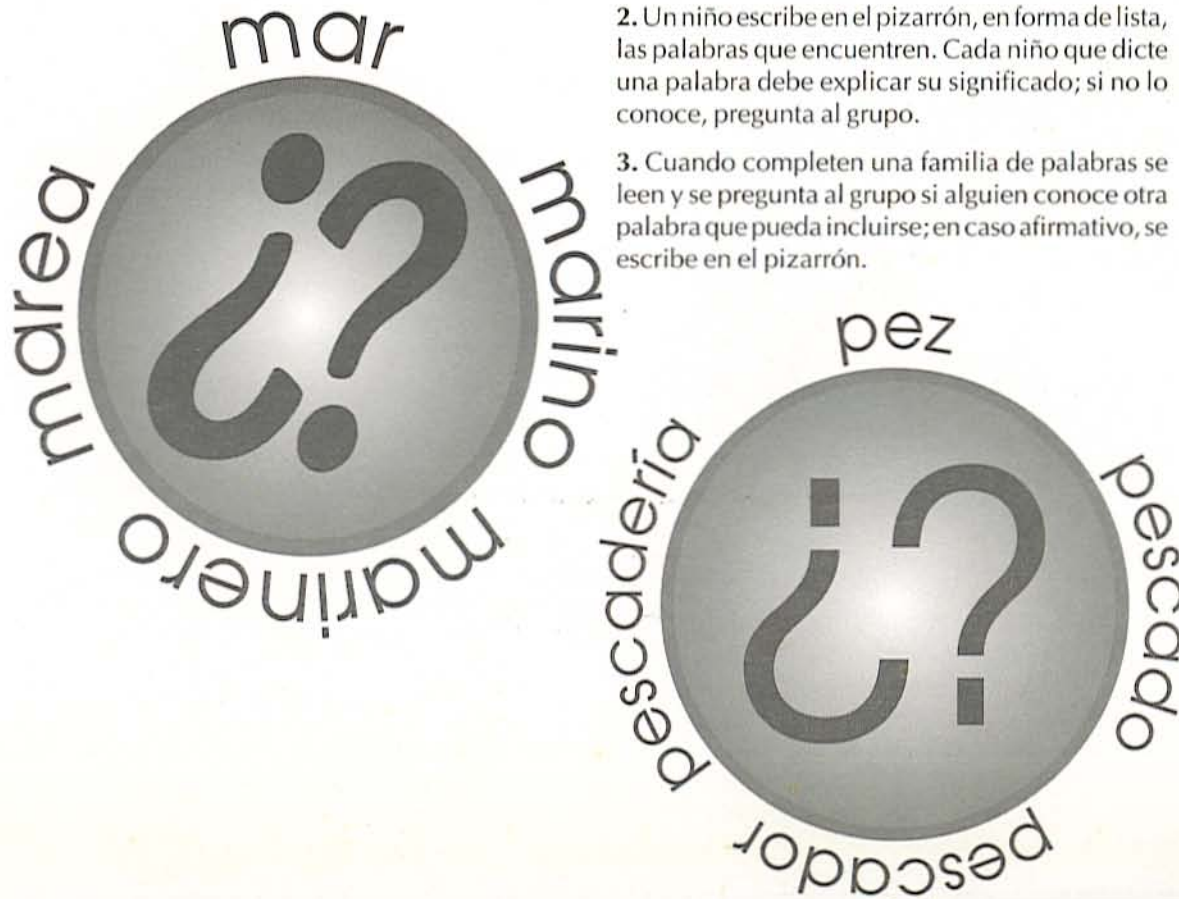 mar
marino
marinero
marea
¿?
2. Un niño escribe en el pizarrón, en forma de lista,
las palabras que encuentren. Cada niño que dicte
una palabra debe explicar su significado; si no lo
conoce, pregunta al grupo.
3. Cuando completen una familia de palabras se
leen y se pregunta al grupo si alguien conoce otra
palabra que pueda incluirse; en caso afirmativo, se
escribe en el pizarrón.
pez
pescado
pescador
pescadería
¿?